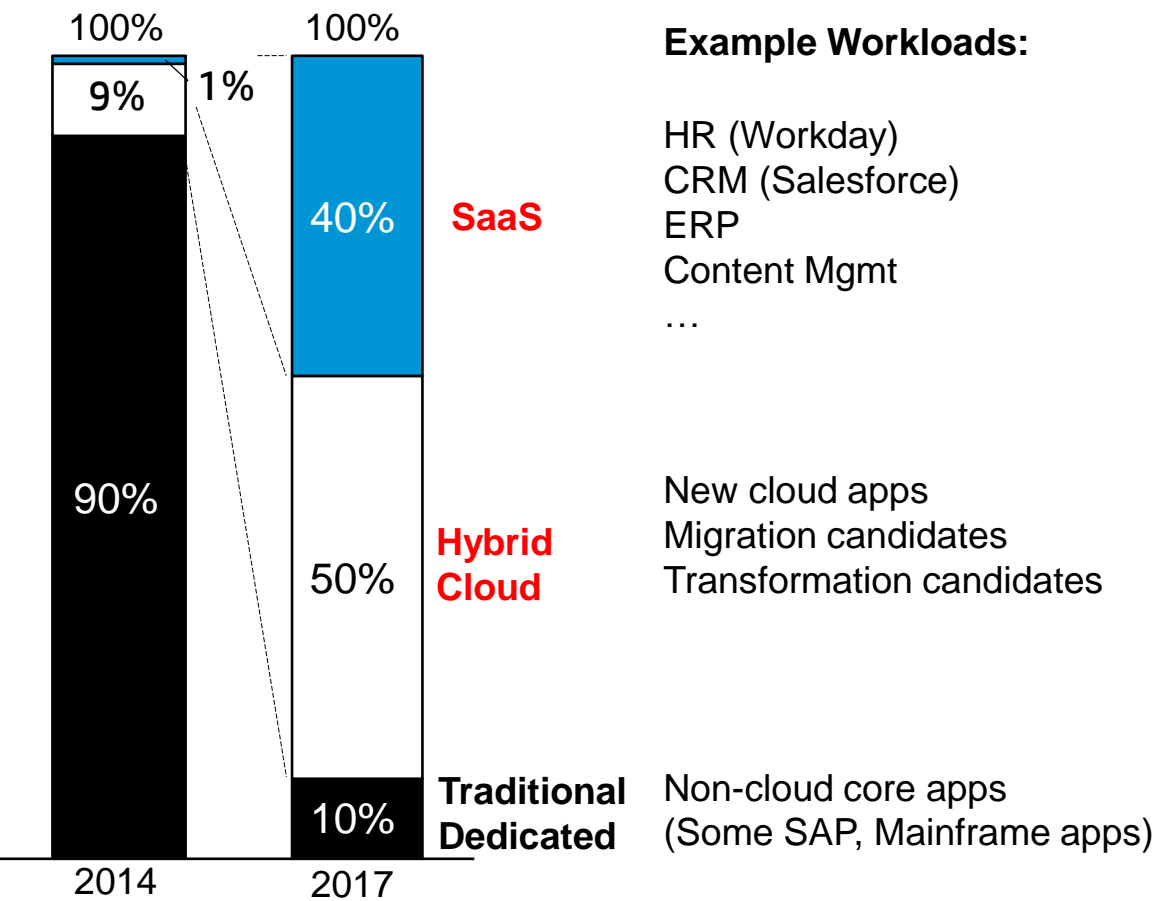 100%
100%
Example Workloads:
9%
1%
HR (Workday)
CRM (Salesforce)
40%
SaaS
ERP
Content Mgmt
…
90%
New cloud apps
Hybrid
Cloud
50%
Migration candidates
Transformation candidates
Traditional
Dedicated
10%
Non-cloud core apps
(Some SAP, Mainframe apps)
2014
2017